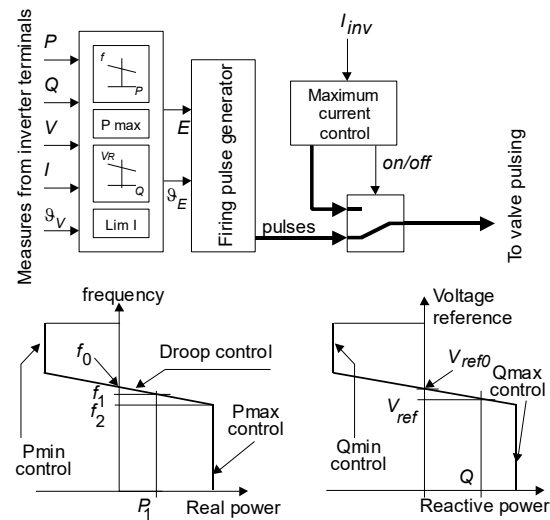 Measures from inverter terminals
P
Q
V
I
ϑV
f
P
P max
VR
Q
Lim I
E
ϑE
Firing pulse generator
pulses
Iinv
Maximum
current
control
on/off
To valve pulsing
frequency
f0
Droop control
f1
f2
Pmin
control
Pmax
control
P1
Real power
Voltage
reference
Vref0
Vref
Qmax
control
Qmin
control
Q
Reactive power